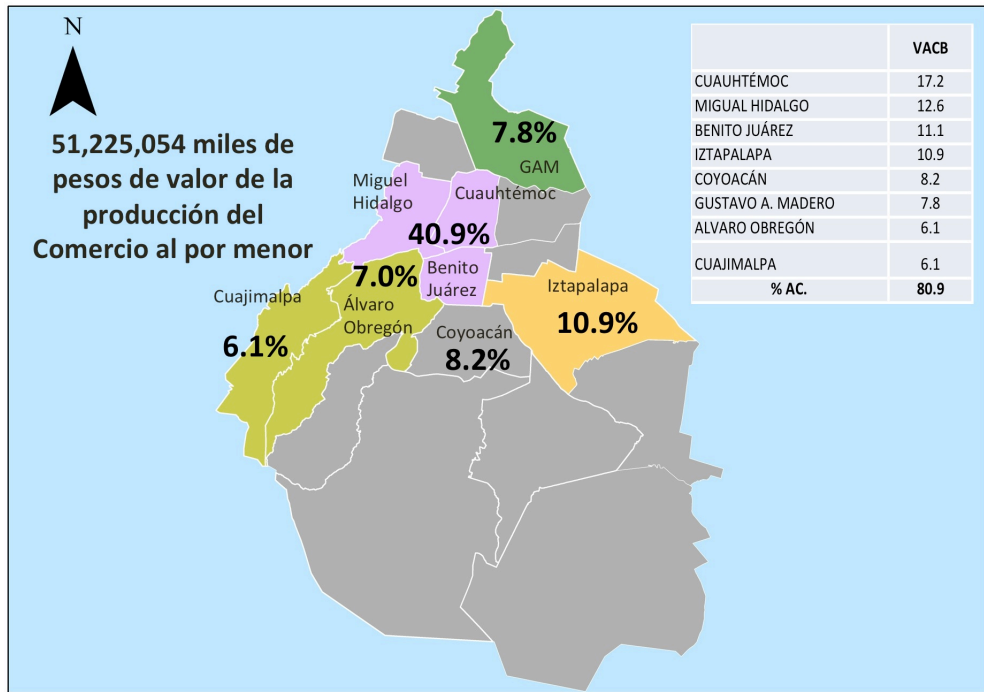 N
51,225,054 miles de
pesos de valor de la
producción del
Comercio al por menor
7.8%
GAM
Miguel
Hidalgo
Cuauhtémoc
40.9%
Benito
Juárez
7.0%
Álvaro
Obregón
Cuajimalpa
6.1%
Coyoacán
8.2%
Iztapalapa
10.9%
VACB
CUAUHTÉMOC 17.2
MIGUAL HIDALGO 12.6
BENITO JUÁREZ 11.1
IZTAPALAPA 10.9
COYOACÁN 8.2
GUSTAVO A. MADERO 7.8
ALVARO OBREGÓN 6.1
CUAJIMALPA 6.1
% AC. 80.9